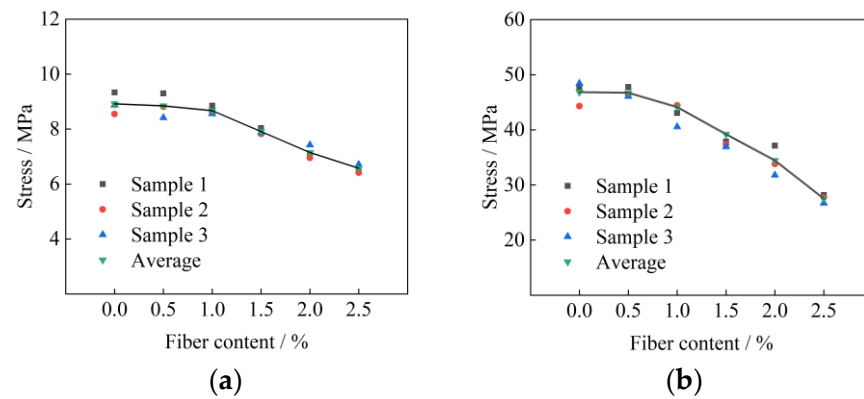 12
10
8
6
4
Stress / MPa
Sample 1
Sample 2
Sample 3
Average
0.0 0.5 1.0 1.5 2.0 2.5
Fiber content / %
(a)
60
50
40
30
20
Stress / MPa
Sample 1
Sample 2
Sample 3
Average
0.0 0.5 1.0 1.5 2.0 2.5
Fiber content / %
(b)